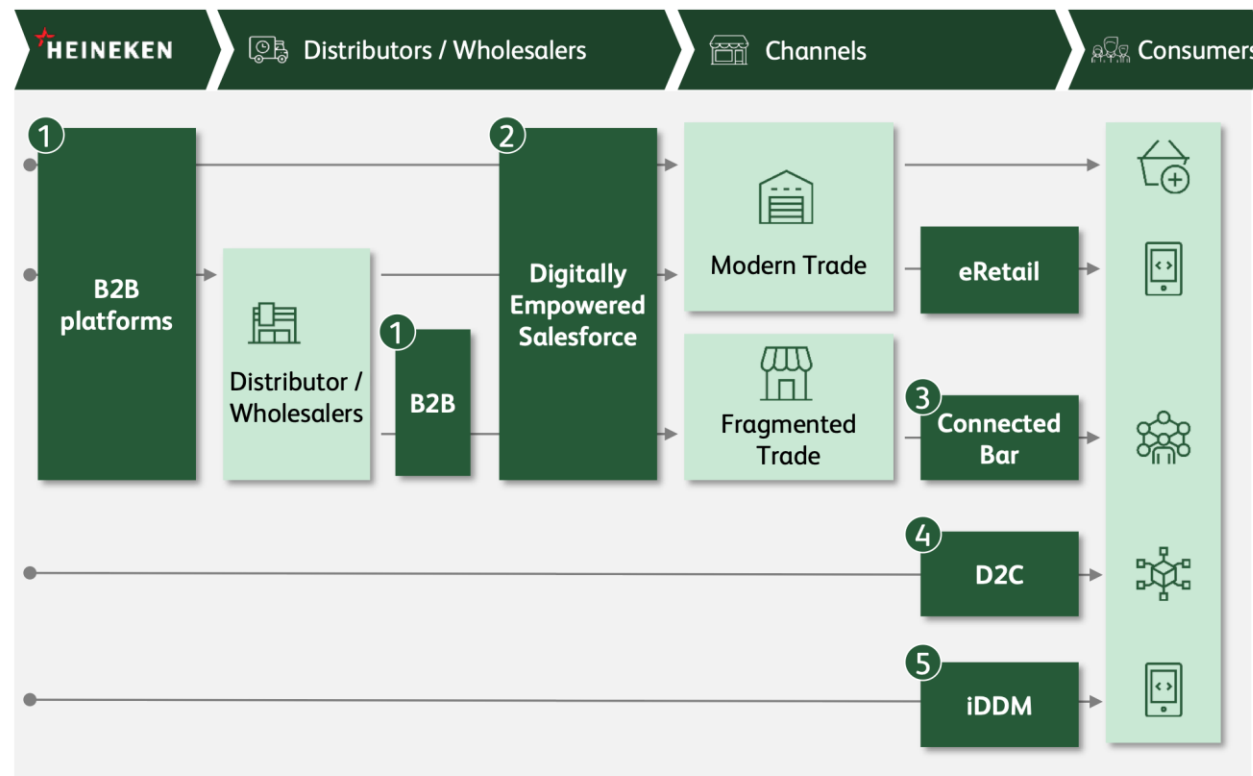 HEINEKEN
Distributors / Wholesalers
Channels
Consumers
1
B2B
platforms
Distributor /
Wholesalers
1
B2B
2
Digitally
Empowered
Salesforce
Modern Trade
eRetail
Fragmented
Trade
3
Connected
Bar
4
D2C
5
iDDM